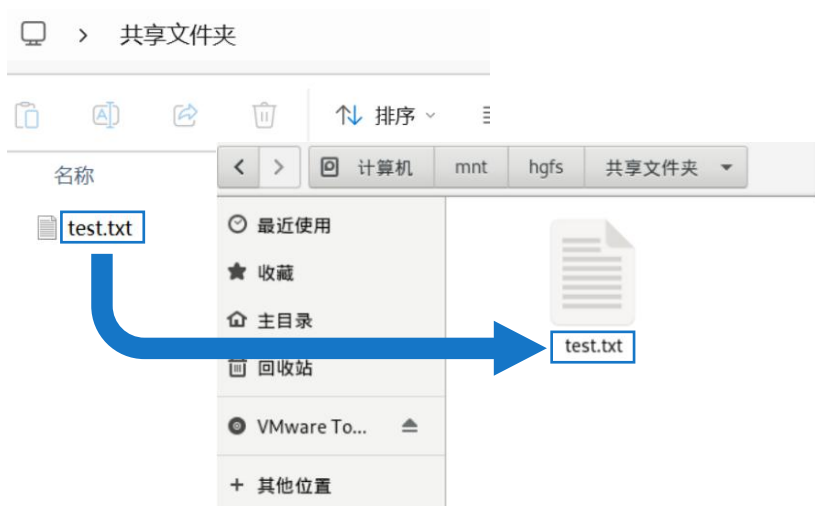 > 共享文件夹
排序
名称
test.txt
计算机 mnt hgfs 共享文件夹
最近使用
收藏
主目录
回收站
VMware To...
+ 其他位置
test.txt